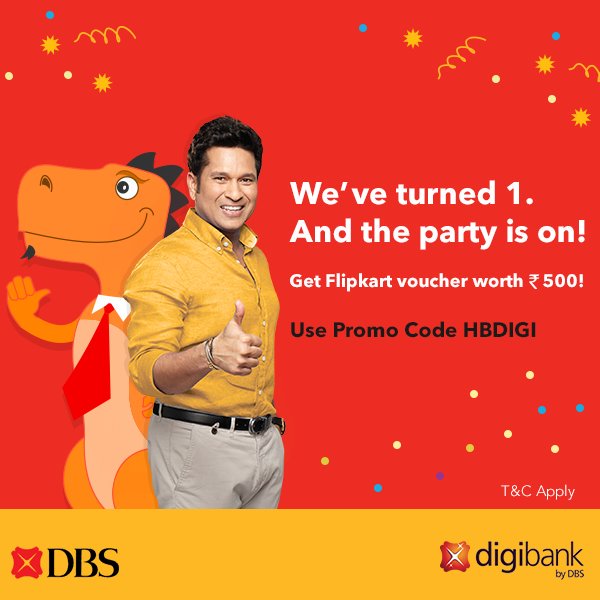 We've turned 1.
And the party is on!
Get Flipkart voucher worth ₹ 500!
Use Promo Code HBDIGI
T&C Apply
DBS
digibank
by DBS